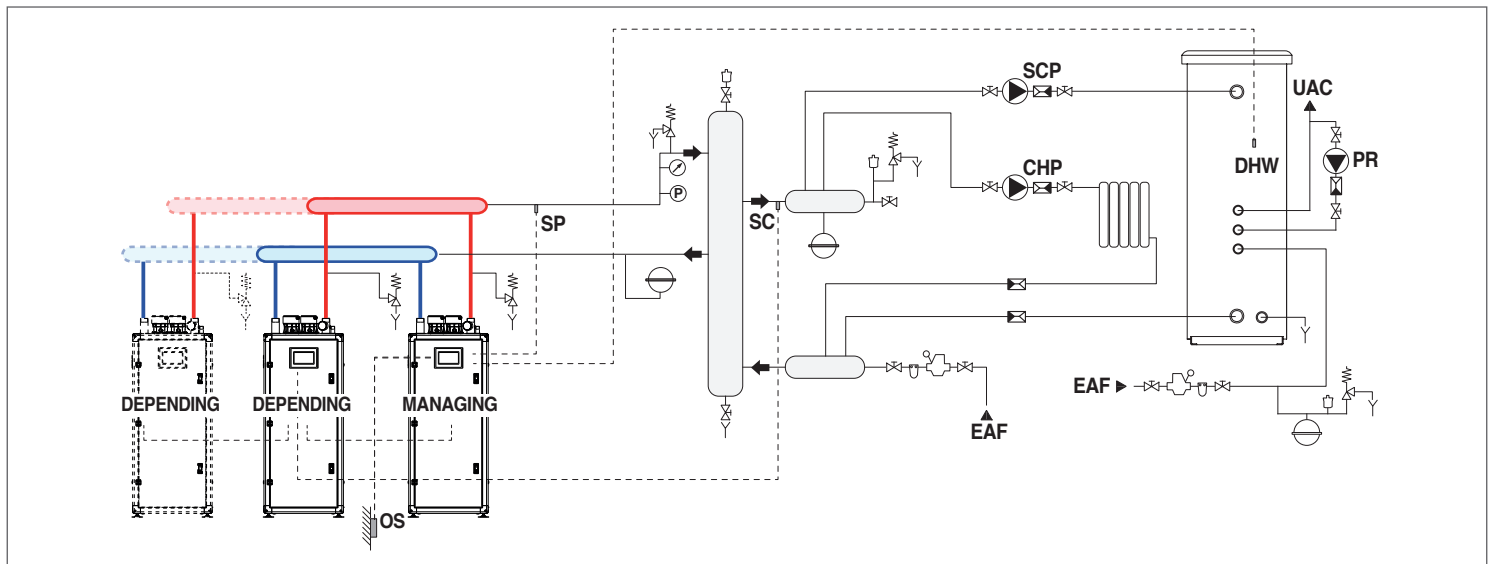 SCP
UAC
CHP
DHW
PR
P
SP
SC
DEPENDING
DEPENDING
MANAGING
EAF
EAF
OS